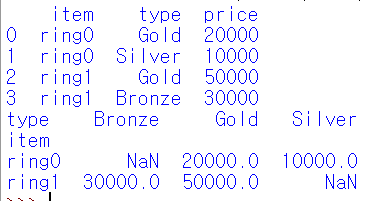 item type price
0 ring0 Gold 20000
1 ring0 Silver 10000
2 ring1 Gold 50000
3 ring1 Bronze 30000
type Bronze Gold Silver
item
ring0 NaN 20000.0 10000.0
ring1 30000.0 50000.0 NaN
>>>